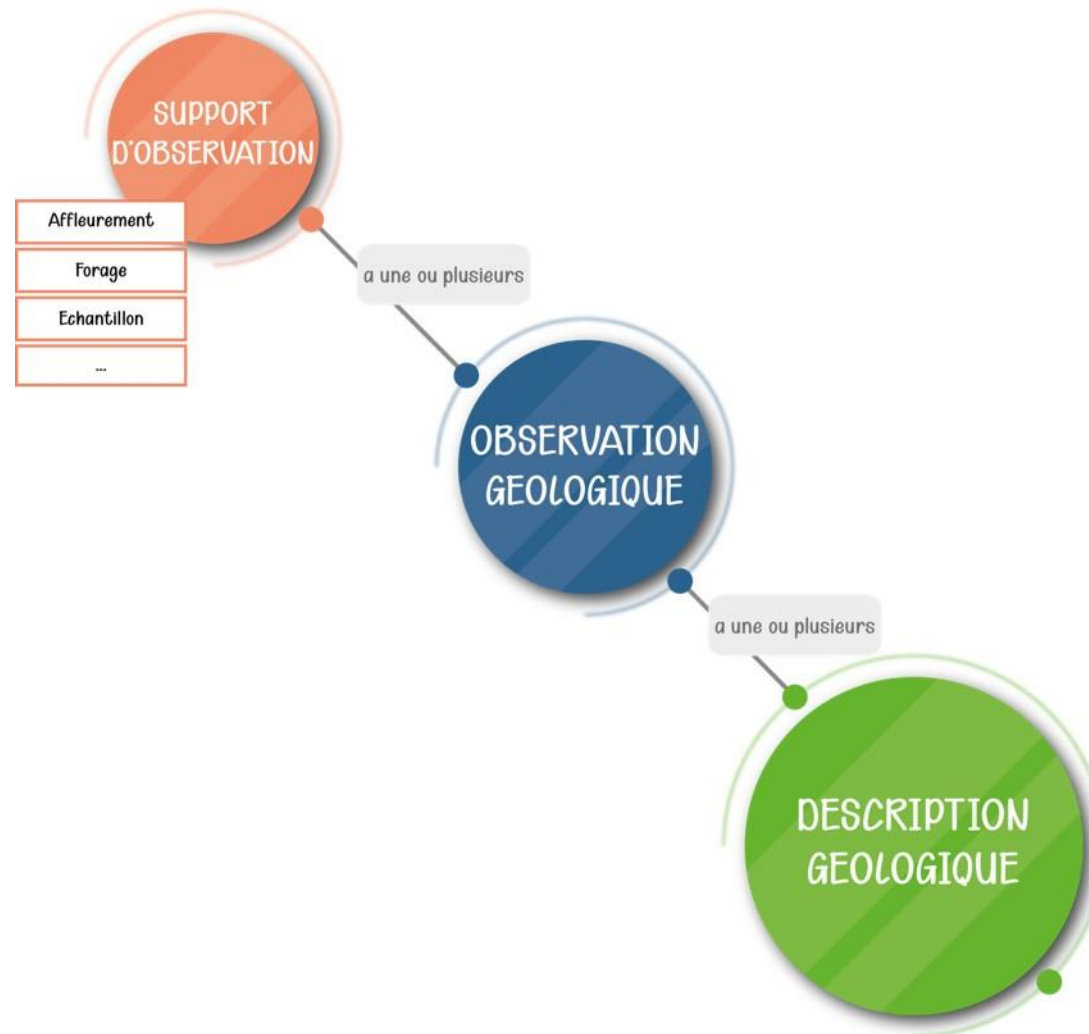 SUPPORT
D'OBSERVATION
Affleurement
Forage
Echantillon
...
a une ou plusieurs
OBSERVATION
GEOLOGIQUE
a une ou plusieurs
DESCRIPTION
GEOLOGIQUE